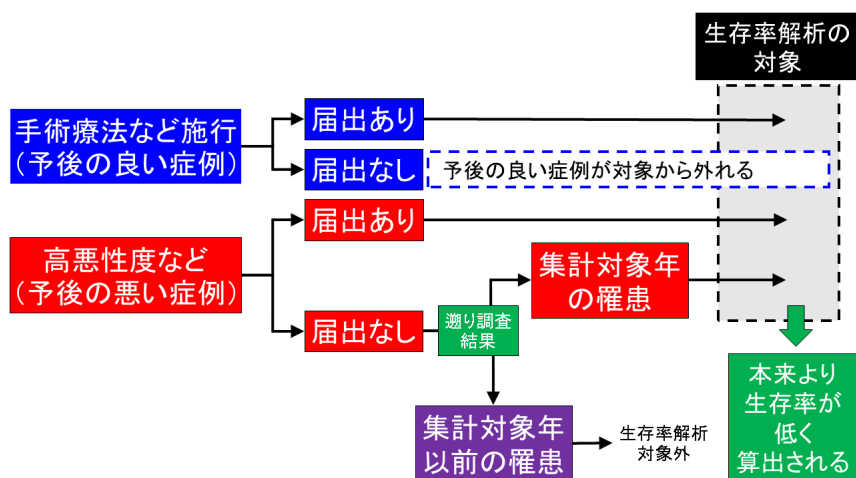 生存率解析の
対象
手術療法など施行
(予後の良い症例)
届出あり
届出なし
予後の良い症例が対象から外れる
高悪性度など
(予後の悪い症例)
届出あり
届出なし
遡り調査
結果
集計対象年
の罹患
集計対象年
以前の罹患
生存率解析
対象外
本来より
生存率が
低く
算出される